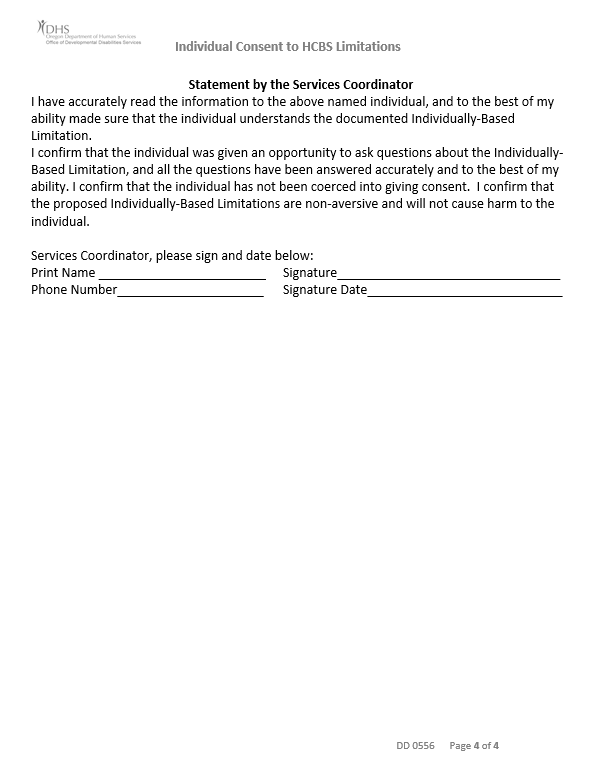 DHS
Oregon Department of Human Services
Office of Developmental Disabilities Services
Individual Consent to HCBS Limitations
Statement by the Services Coordinator
I have accurately read the information to the above named individual, and to the best of my
ability made sure that the individual understands the documented Individually-Based
Limitation.
I confirm that the individual was given an opportunity to ask questions about the Individually-
Based Limitation, and all the questions have been answered accurately and to the best of my
ability. I confirm that the individual has not been coerced into giving consent.  I confirm that
the proposed Individually-Based Limitations are non-aversive and will not cause harm to the
individual.
Services Coordinator, please sign and date below:
Print Name ________________________ Signature________________________________
Phone Number_____________________ Signature Date____________________________
DD 0556 Page 4 of 4